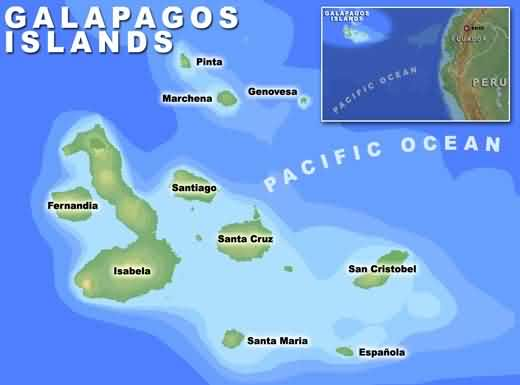 GALAPAGOS
ISLANDS
Pinta
Marchena
Genovesa
PACIFIC OCEAN
Santiago
Fernandia
Santa Cruz
Isabela
San Cristobel
Santa Maria
Española
GALAPAGOS
ISLANDS
ECUADOR
PERU
PACIFIC OCEAN